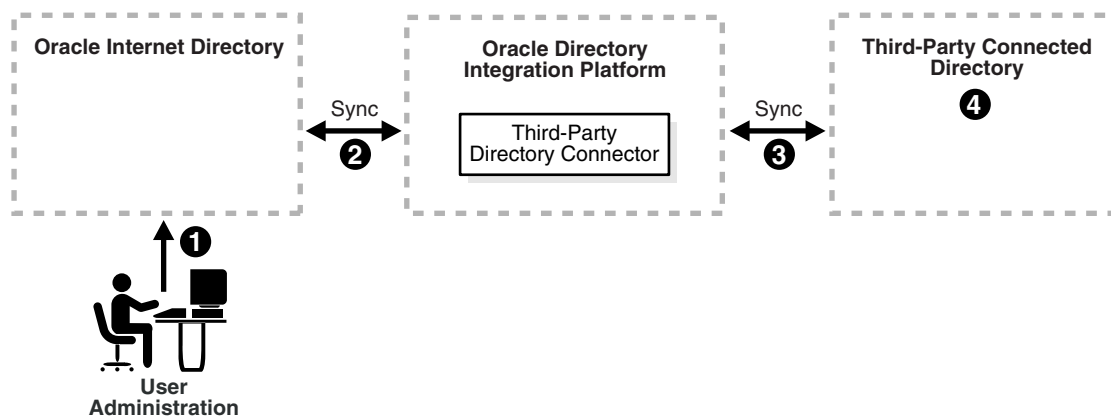 Oracle Internet Directory
Oracle Directory
Integration Platform
Third-Party Connected
Directory
4
Sync
2
Third-Party
Directory Connector
Sync
3
1
User
Administration